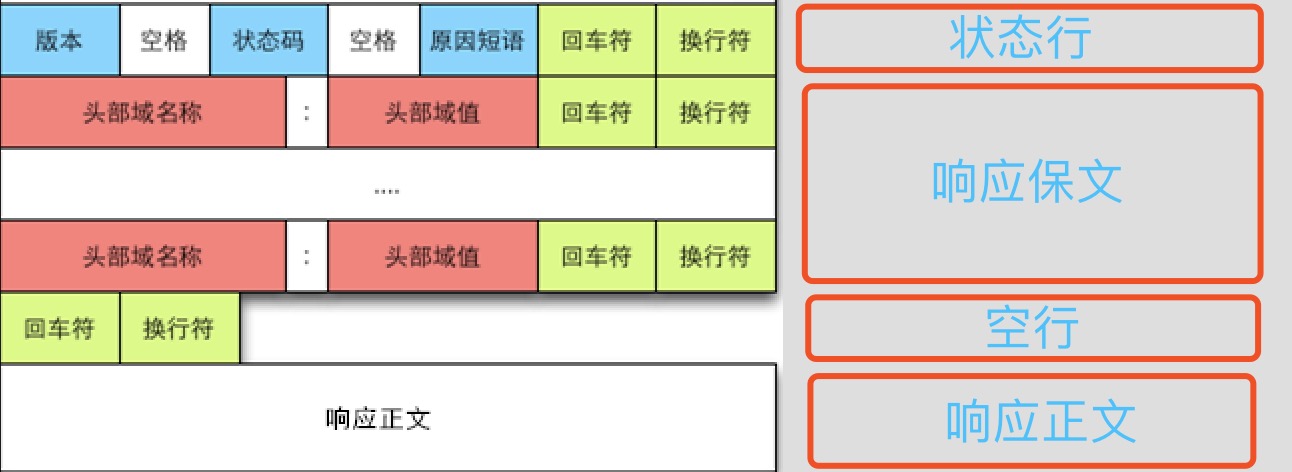 版本 空格 状态码 空格 原因短语 回车符 换行符 状态行
头部域名称 : 头部域值 回车符 换行符
.... 响应保文
头部域名称 : 头部域值 回车符 换行符
回车符 换行符 空行
响应正文 响应正文